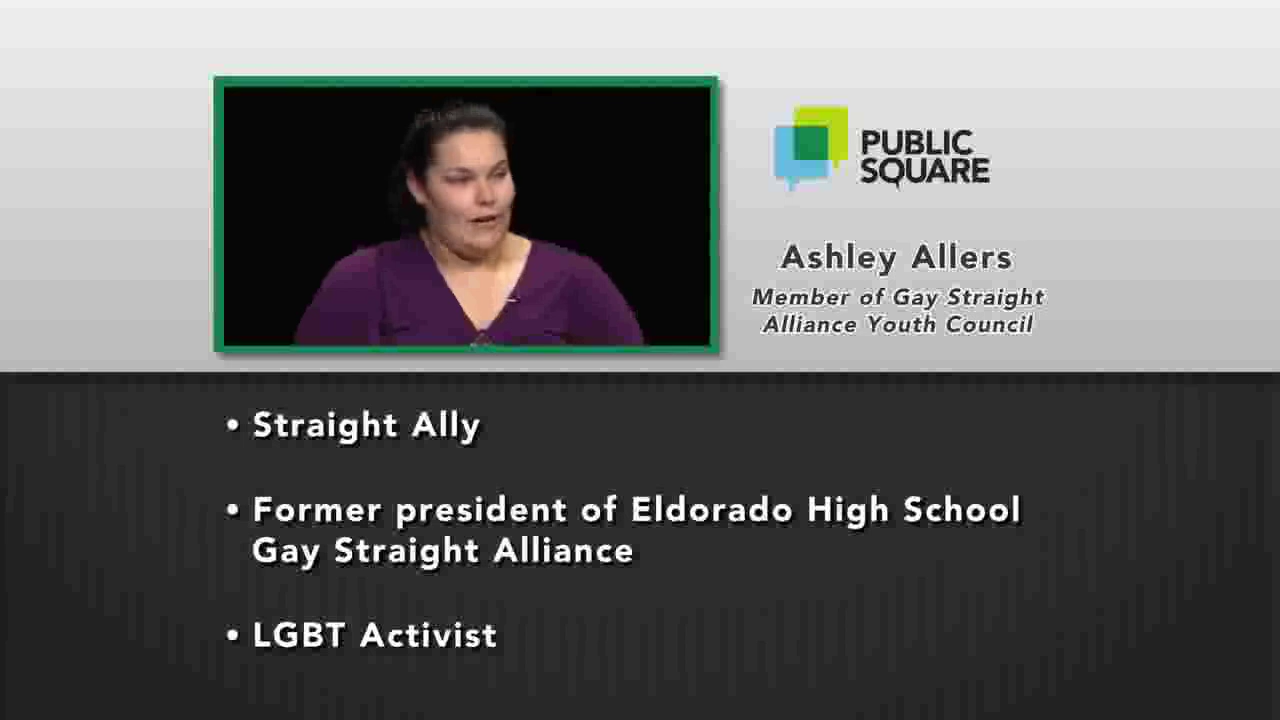 PUBLIC
SQUARE
Ashley Allers
Member of Gay Straight
Alliance Youth Council
• Straight Ally
• Former president of Eldorado High School
Gay Straight Alliance
• LGBT Activist